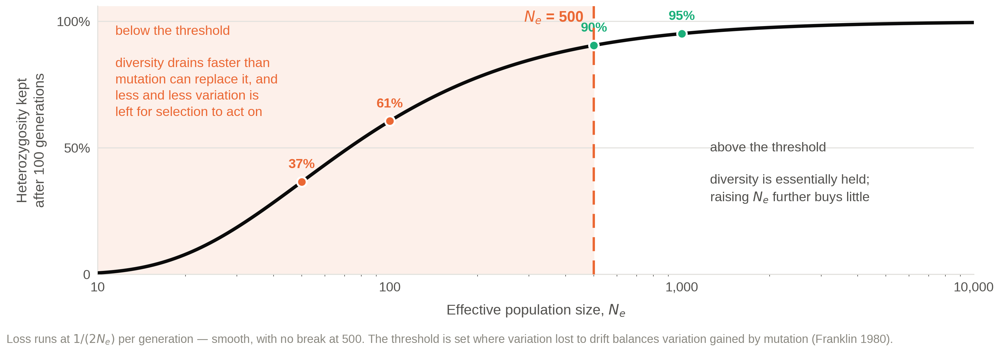 Nₑ = 500
95%
100%
90%
below the threshold
diversity drains faster than
mutation can replace it, and
less and less variation is
left for selection to act on
61%
Heterozygosity kept
after 100 generations
50%
above the threshold
37%
diversity is essentially held;
raising Nₑ further buys little
0
10
100
1,000
10,000
Effective population size, Nₑ
Loss runs at 1/(2Nₑ) per generation — smooth, with no break at 500. The threshold is set where variation lost to drift balances variation gained by mutation (Franklin 1980).